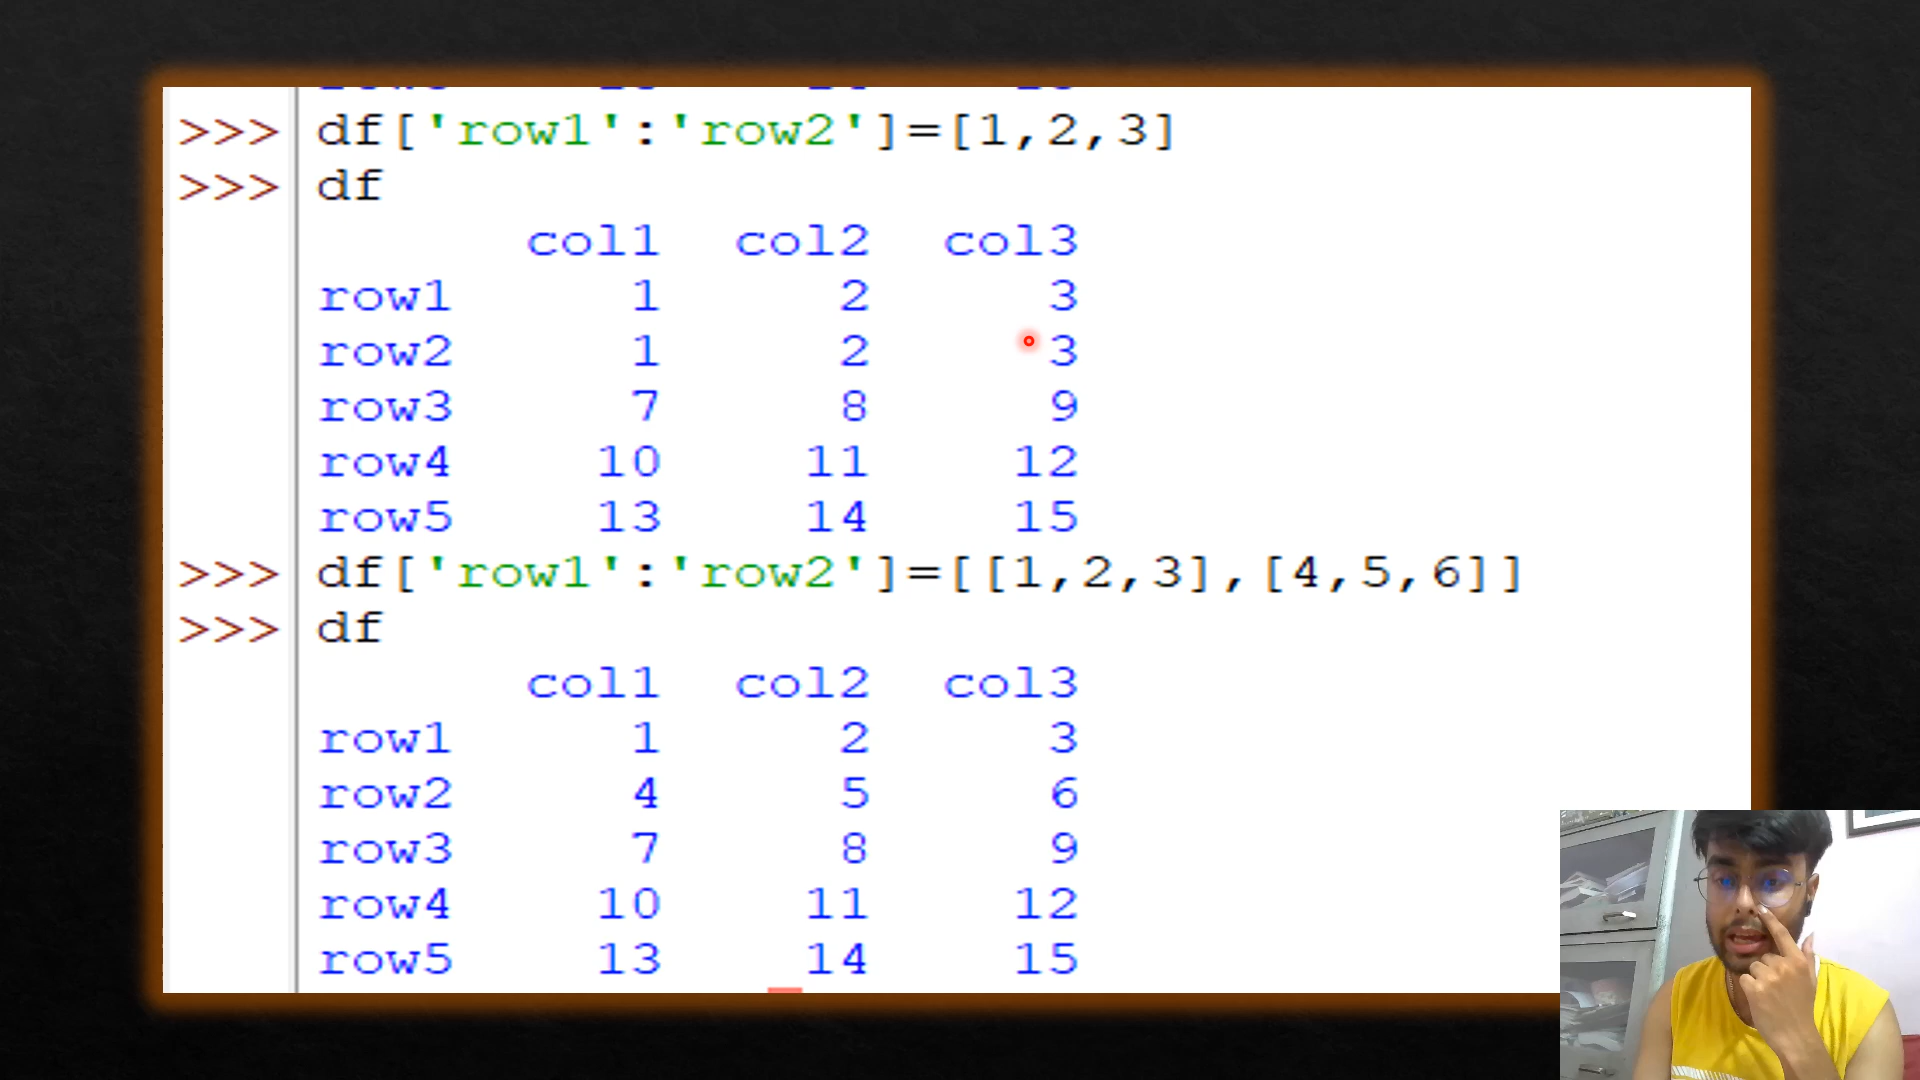 >>> df['row1':'row2']=[1,2,3]
>>> df
col1 col2 col3
row1 1 2 3
row2 1 2 3
row3 7 8 9
row4 10 11 12
row5 13 14 15
>>> df['row1':'row2']=[[1,2,3],[4,5,6]]
>>> df
col1 col2 col3
row1 1 2 3
row2 4 5 6
row3 7 8 9
row4 10 11 12
row5 13 14 15